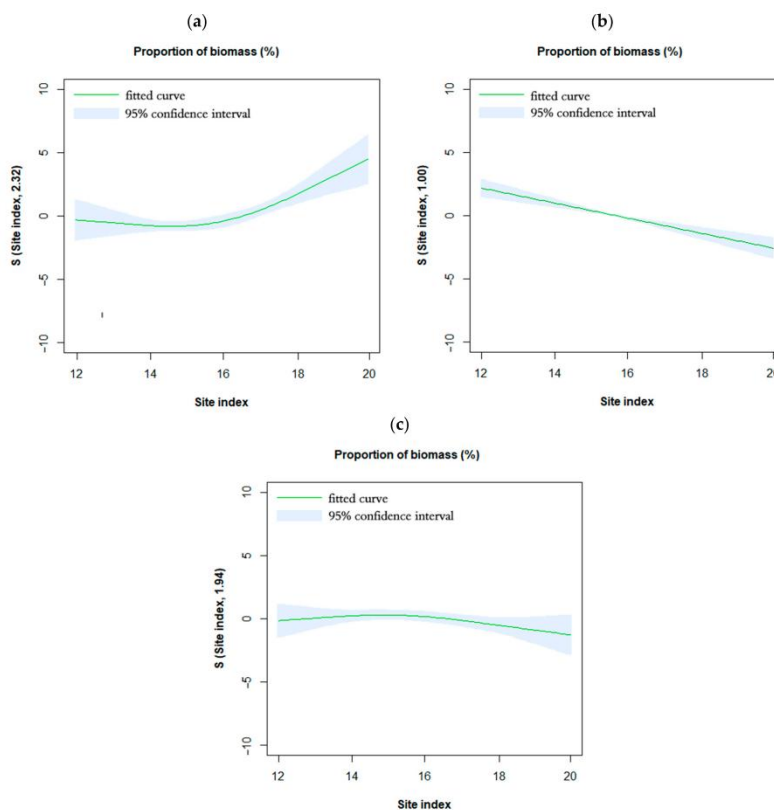 (a)
Proportion of biomass (%)
fitted curve
95% confidence interval
S (Site index, 2.32)
10
5
0
−5
−10
12 14 16 18 20
Site index
(b)
Proportion of biomass (%)
fitted curve
95% confidence interval
S (Site index, 1.00)
10
5
0
−5
−10
12 14 16 18 20
Site index
(c)
Proportion of biomass (%)
fitted curve
95% confidence interval
S (Site index, 1.94)
10
5
0
−5
−10
12 14 16 18 20
Site index